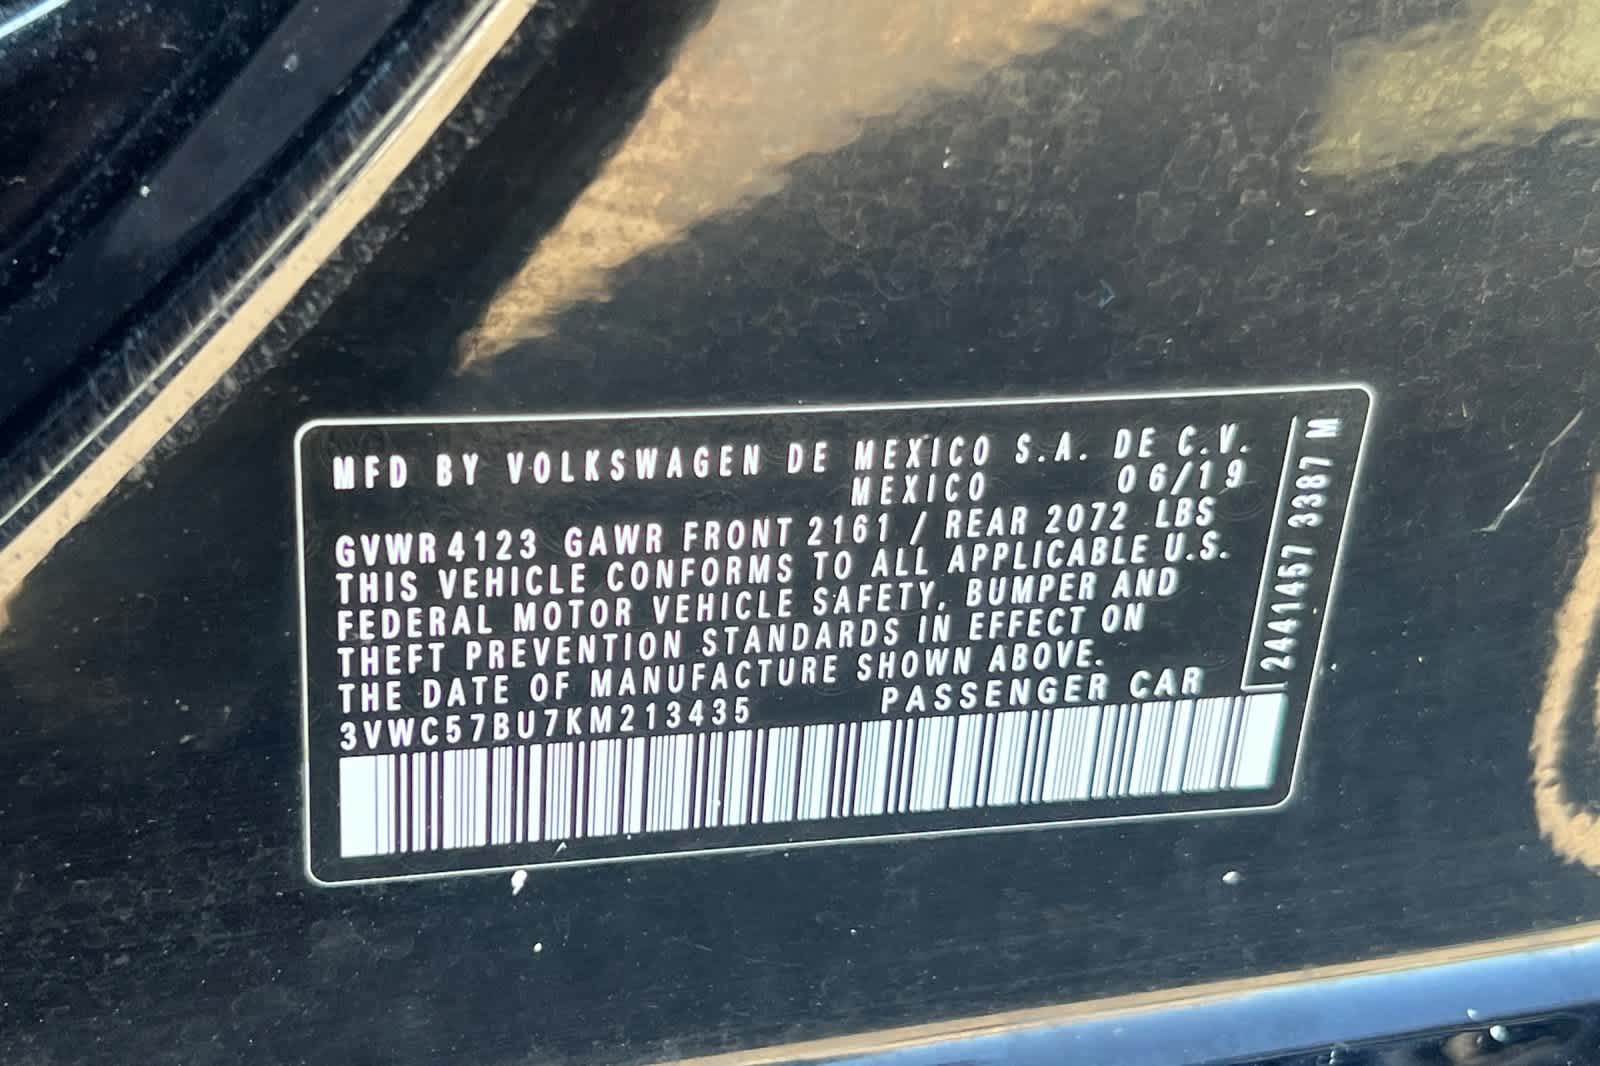 MFD BY VOLKSWAGEN DE MEXICO S.A. DE C.V.
MEXICO 06/19
GVWR 4123 GAWR FRONT 2161 / REAR 2072 LBS
THIS VEHICLE CONFORMS TO ALL APPLICABLE U.S.
FEDERAL MOTOR VEHICLE SAFETY, BUMPER AND
THEFT PREVENTION STANDARDS IN EFFECT ON
THE DATE OF MANUFACTURE SHOWN ABOVE.
3VWC57BU7KM213435 PASSENGER CAR
2441457 3387 M